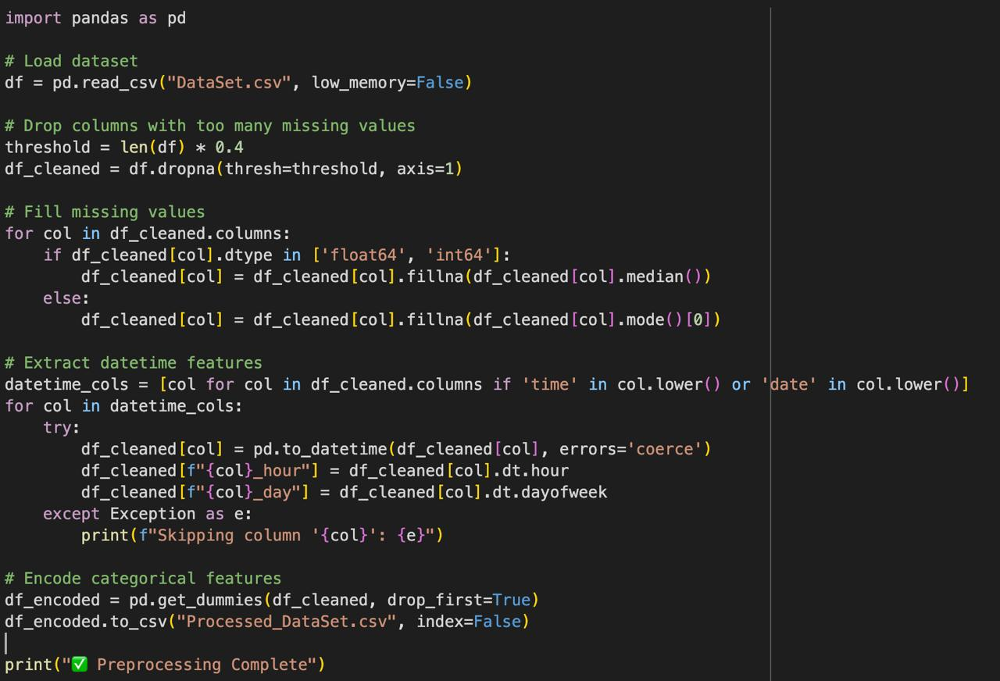 import pandas as pd
# Load dataset
df = pd.read_csv("DataSet.csv", low_memory=False)
# Drop columns with too many missing values
threshold = len(df) * 0.4
df_cleaned = df.dropna(thresh=threshold, axis=1)
# Fill missing values
for col in df_cleaned.columns:
    if df_cleaned[col].dtype in ['float64', 'int64']:
        df_cleaned[col] = df_cleaned[col].fillna(df_cleaned[col].median())
    else:
        df_cleaned[col] = df_cleaned[col].fillna(df_cleaned[col].mode()[0])
# Extract datetime features
datetime_cols = [col for col in df_cleaned.columns if 'time' in col.lower() or 'date' in col.lower()]
for col in datetime_cols:
    try:
        df_cleaned[col] = pd.to_datetime(df_cleaned[col], errors='coerce')
        df_cleaned[f"{col}_hour"] = df_cleaned[col].dt.hour
        df_cleaned[f"{col}_day"] = df_cleaned[col].dt.dayofweek
    except Exception as e:
        print(f"Skipping column '{col}': {e}")
# Encode categorical features
df_encoded = pd.get_dummies(df_cleaned, drop_first=True)
df_encoded.to_csv("Processed_DataSet.csv", index=False)
print("✅ Preprocessing Complete")